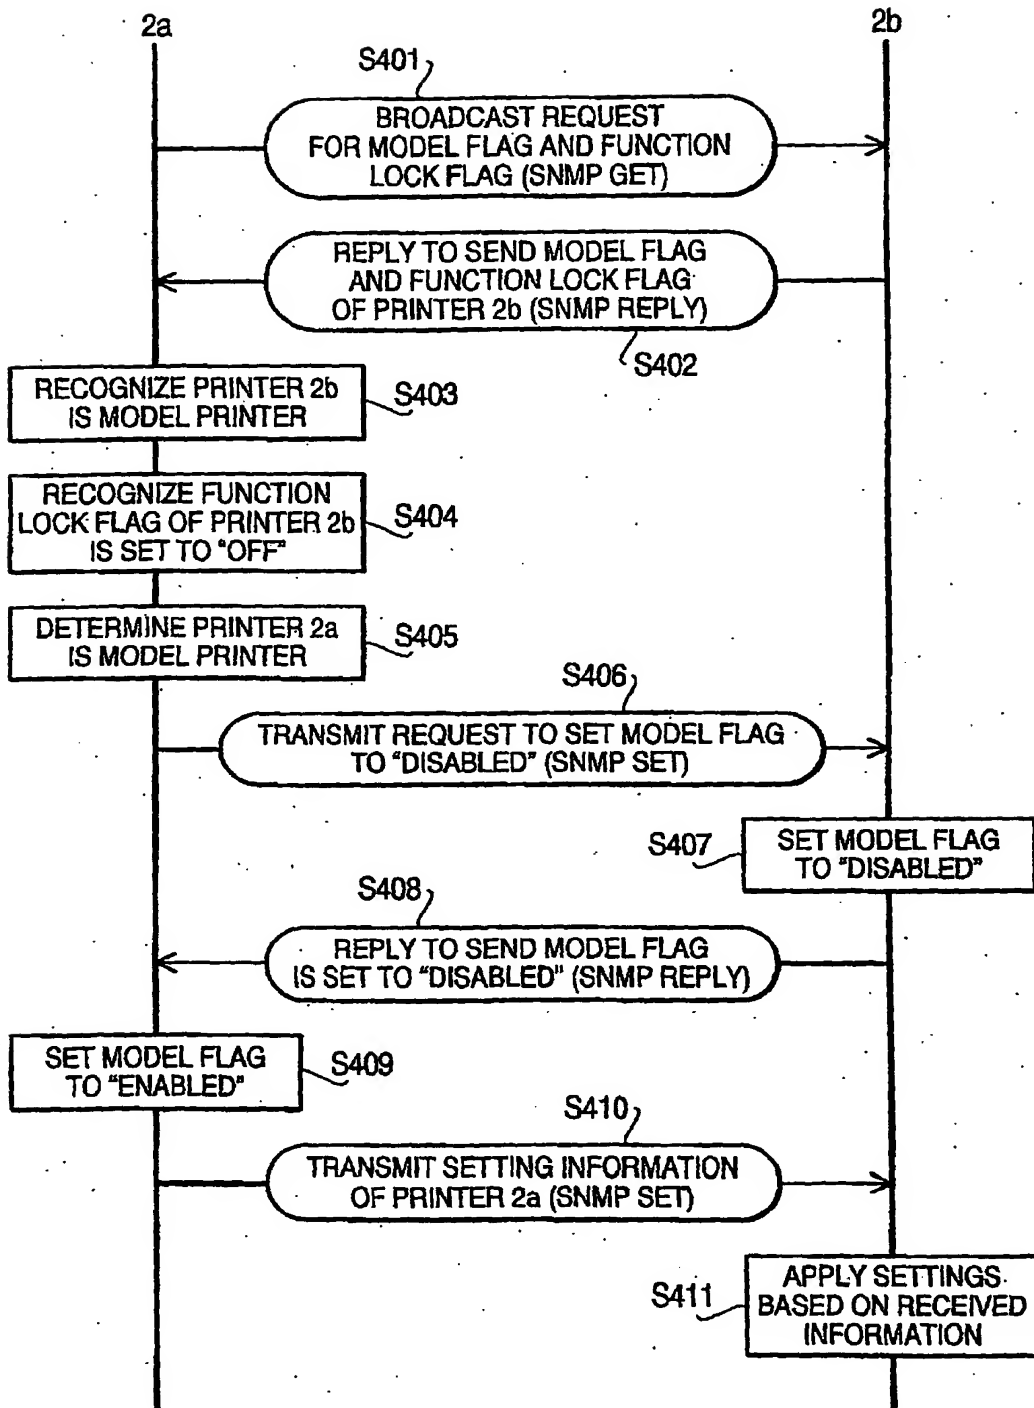 2a
2b
S401
BROADCAST REQUEST
FOR MODEL FLAG AND FUNCTION
LOCK FLAG (SNMP GET)
REPLY TO SEND MODEL FLAG
AND FUNCTION LOCK FLAG
OF PRINTER 2b (SNMP REPLY)
S402
RECOGNIZE PRINTER 2b
IS MODEL PRINTER
S403
RECOGNIZE FUNCTION
LOCK FLAG OF PRINTER 2b
IS SET TO "OFF"
S404
DETERMINE PRINTER 2a
IS MODEL PRINTER
S405
S406
TRANSMIT REQUEST TO SET MODEL FLAG
TO "DISABLED" (SNMP SET)
S407
SET MODEL FLAG
TO "DISABLED"
S408
REPLY TO SEND MODEL FLAG
IS SET TO "DISABLED" (SNMP REPLY)
SET MODEL FLAG
TO "ENABLED"
S409
S410
TRANSMIT SETTING INFORMATION
OF PRINTER 2a (SNMP SET)
S411
APPLY SETTINGS
BASED ON RECEIVED
INFORMATION